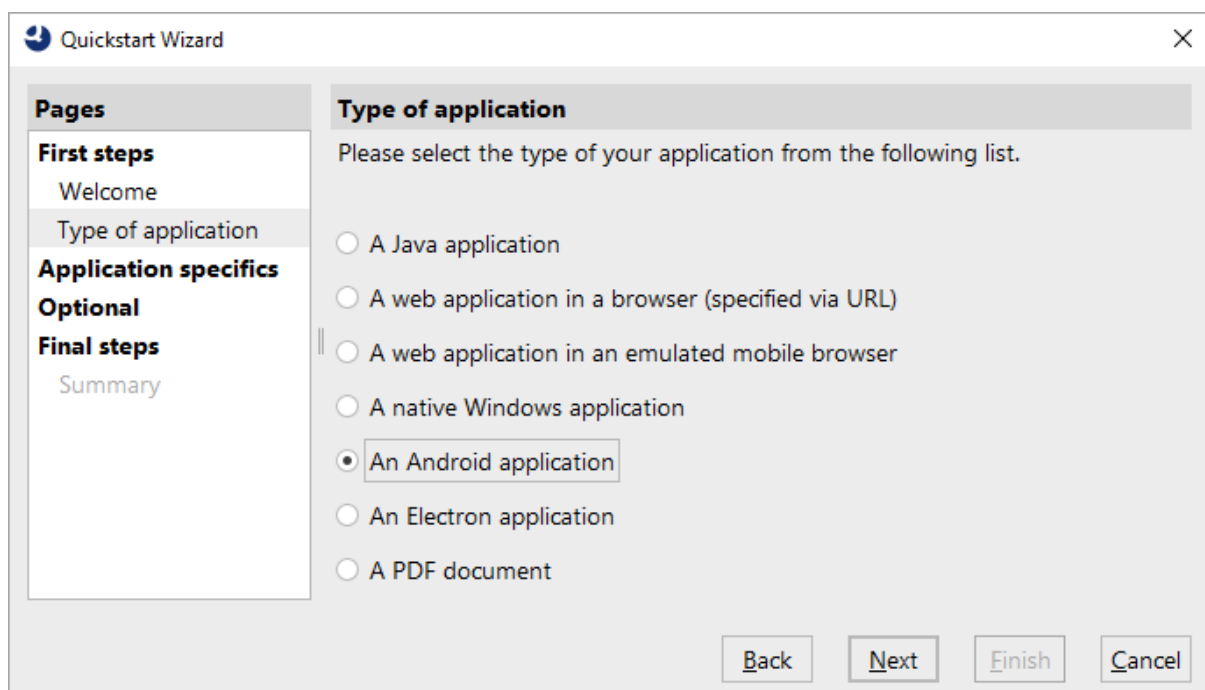 Quickstart Wizard
Pages
First steps
Welcome
Type of application
Application specifics
Optional
Final steps
Summary
Type of application
Please select the type of your application from the following list.
A Java application
A web application in a browser (specified via URL)
A web application in an emulated mobile browser
A native Windows application
An Android application
An Electron application
A PDF document
Back
Next
Finish
Cancel